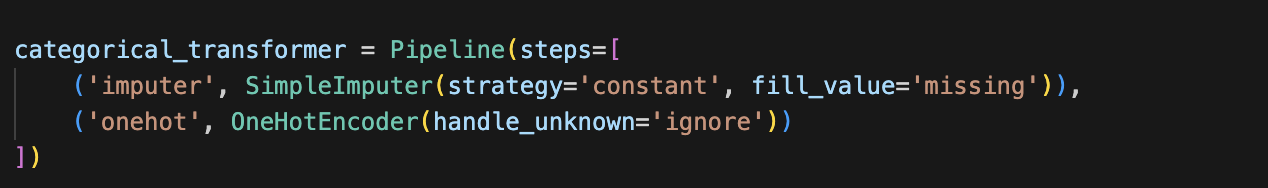 categorical_transformer = Pipeline(steps=[
    ('imputer', SimpleImputer(strategy='constant', fill_value='missing')),
    ('onehot', OneHotEncoder(handle_unknown='ignore'))
])